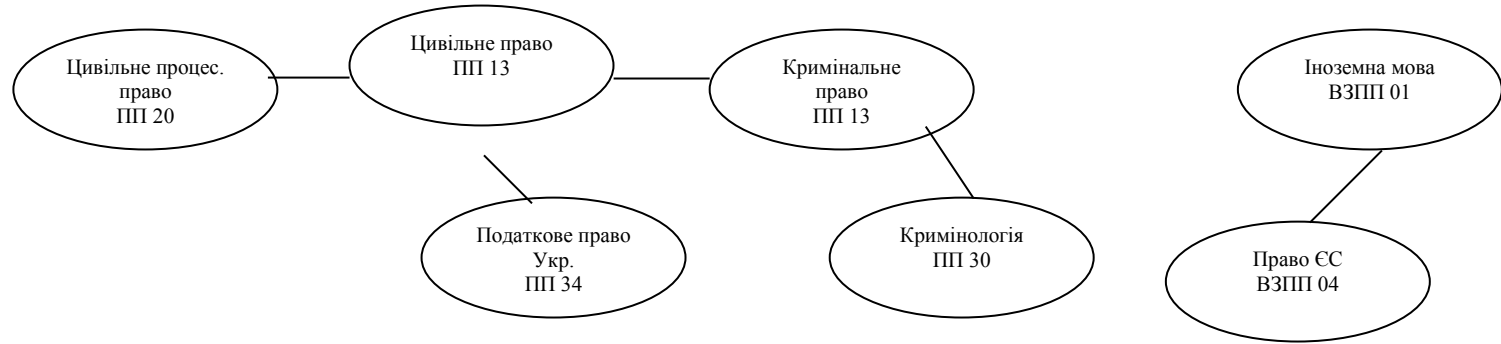 Цивільне процес.
право
ПП 20
Цивільне право
ПП 13
Кримінальне
право
ПП 13
Іноземна мова
ВЗПП 01
Податкове право
Укр.
ПП 34
Кримінологія
ПП 30
Право ЄС
ВЗПП 04